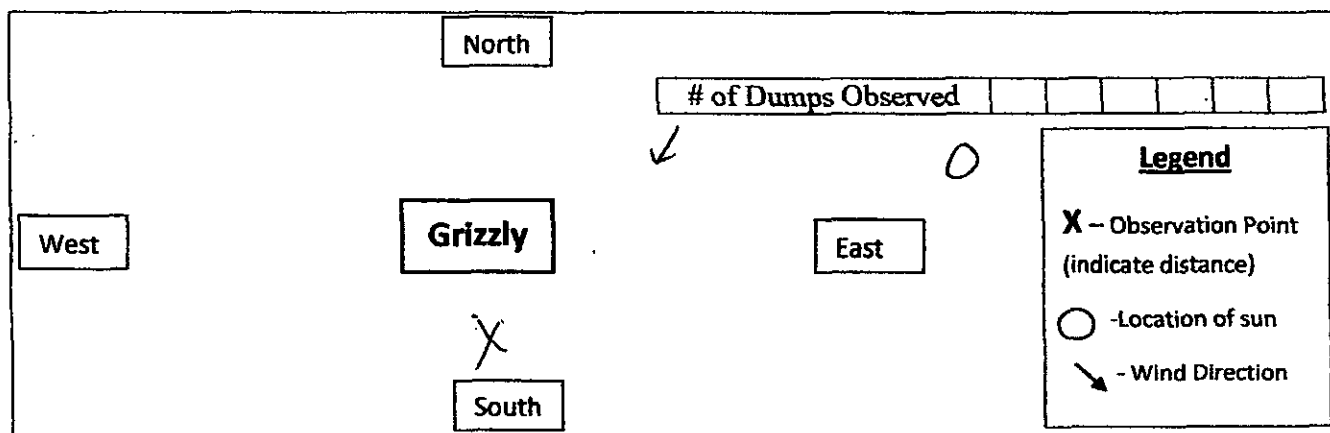 North
# of Dumps Observed
Legend
West
Grizzly
East
X – Observation Point
(indicate distance)
-Location of sun
- Wind Direction
X
South